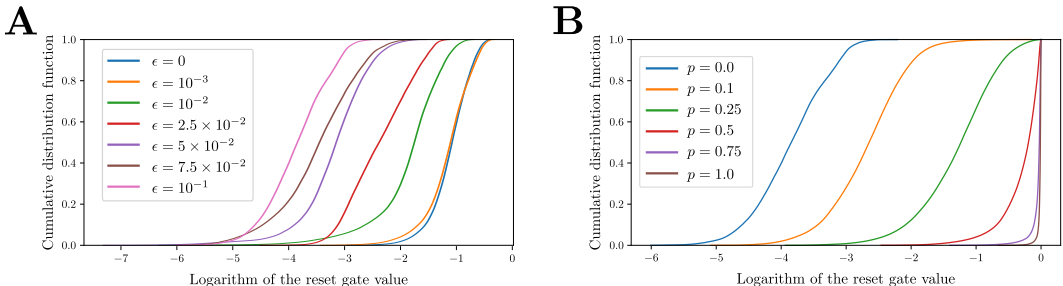 A
Cumulative distribution function
1.0
0.8
0.6
0.4
0.2
0.0
ϵ = 0
ϵ = 10⁻³
ϵ = 10⁻²
ϵ = 2.5 × 10⁻²
ϵ = 5 × 10⁻²
ϵ = 7.5 × 10⁻²
ϵ = 10⁻¹
−7 −6 −5 −4 −3 −2 −1 0
Logarithm of the reset gate value
B
Cumulative distribution function
1.0
0.8
0.6
0.4
0.2
0.0
p = 0.0
p = 0.1
p = 0.25
p = 0.5
p = 0.75
p = 1.0
−6 −5 −4 −3 −2 −1 0
Logarithm of the reset gate value